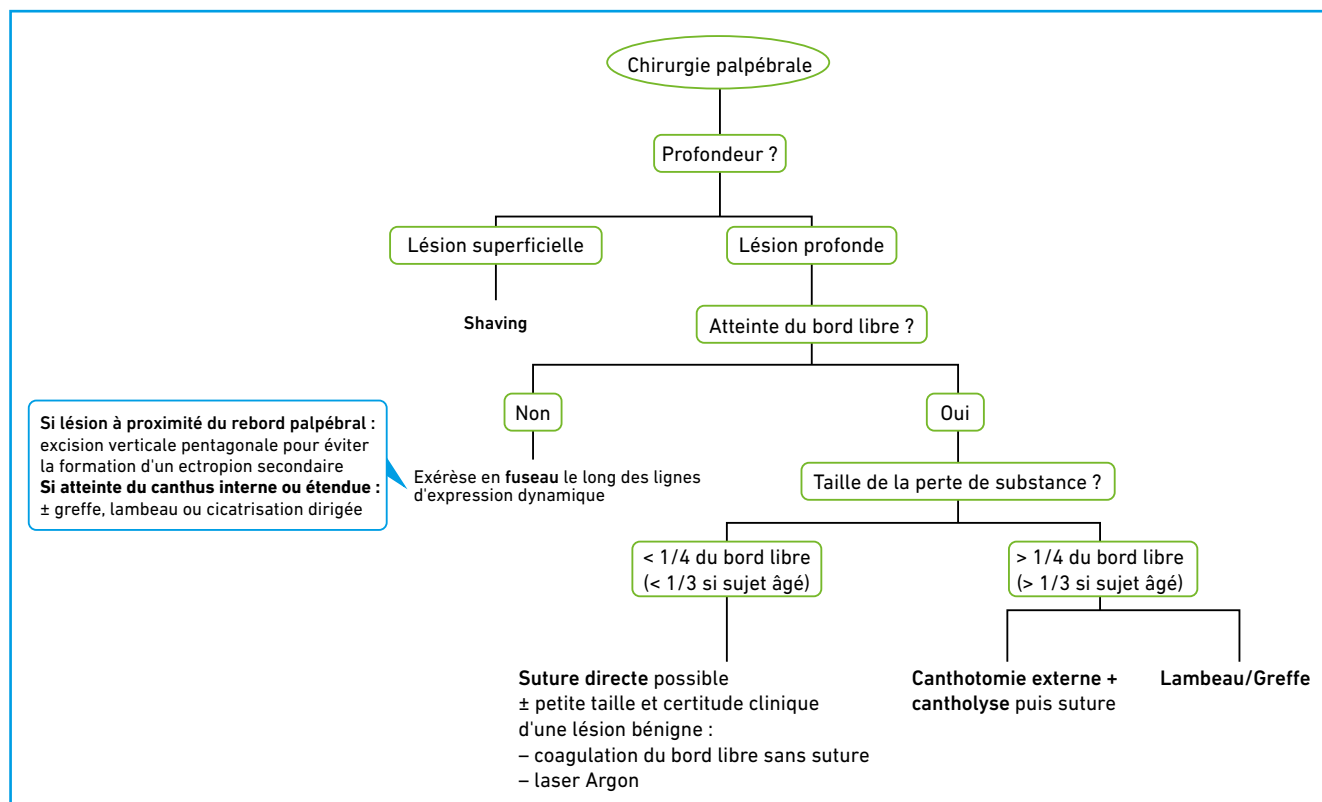 Chirurgie palpébrale
Profondeur ?
Lésion superficielle
Lésion profonde
Shaving
Atteinte du bord libre ?
Non
Oui
Si lésion à proximité du rebord palpébral :
excision verticale pentagonale pour éviter
la formation d'un ectropion secondaire
Si atteinte du canthus interne ou étendue :
± greffe, lambeau ou cicatrisation dirigée
Exérèse en fuseau le long des lignes
d'expression dynamique
Taille de la perte de substance ?
< 1/4 du bord libre
(< 1/3 si sujet âgé)
> 1/4 du bord libre
(> 1/3 si sujet âgé)
Suture directe possible
± petite taille et certitude clinique
d'une lésion bénigne :
– coagulation du bord libre sans suture
– laser Argon
Canthotomie externe +
cantholyse puis suture
Lambeau/Greffe